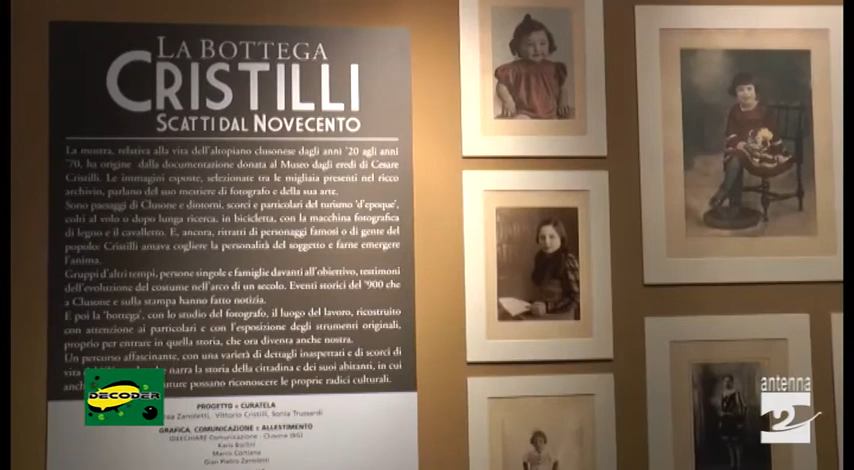 LA BOTTEGA
CRISTILLI
SCATTI DAL NOVECENTO
La mostra, relativa alla vita dell'altopiano clusonese dagli anni '20 agli anni
'70, ha origine dalla documentazione donata al Museo dagli eredi di Cesare
Cristilli. Le immagini esposte, selezionate tra le migliaia presenti nel ricco
archivio, parlano del suo mestiere di fotografo e della sua arte.
Sono paesaggi di Clusone e dintorni, scorci e particolari del turismo 'd'epoque',
colti al volo o dopo lunga ricerca, in bicicletta, con la macchina fotografica
di legno e il cavalletto. E, ancora, ritratti di personaggi famosi o di gente del
popolo: Cristilli amava cogliere la personalità del soggetto e farne emergere
l'anima.
Gruppi d'altri tempi, persone singole e famiglie davanti all'obiettivo, testimoni
dell'evoluzione del costume nell'arco di un secolo. Eventi storici del '900 che
a Clusone e sulla stampa hanno fatto notizia.
E poi la 'bottega', con lo studio del fotografo, il luogo del lavoro, ricostruito
con attenzione ai particolari e con l'esposizione degli strumenti originali,
proprio per entrare in quella storia, che ora diventa anche nostra.
Un percorso affascinante, con una varietà di dettagli inaspettati e di scorci di
vita narra la storia della cittadina e dei suoi abitanti, in cui
anch possano riconoscere le proprie radici culturali.
DECODER
PROGETTO e CURATELA
Zanoletti, Vittorio Cristilli, Sonia Trussardi
GRAFICA, COMUNICAZIONE e ALLESTIMENTO
Comunicazione - Clusone (BG)
Marco Cortiana
Gian Pietro Zanoletti
antenna
2